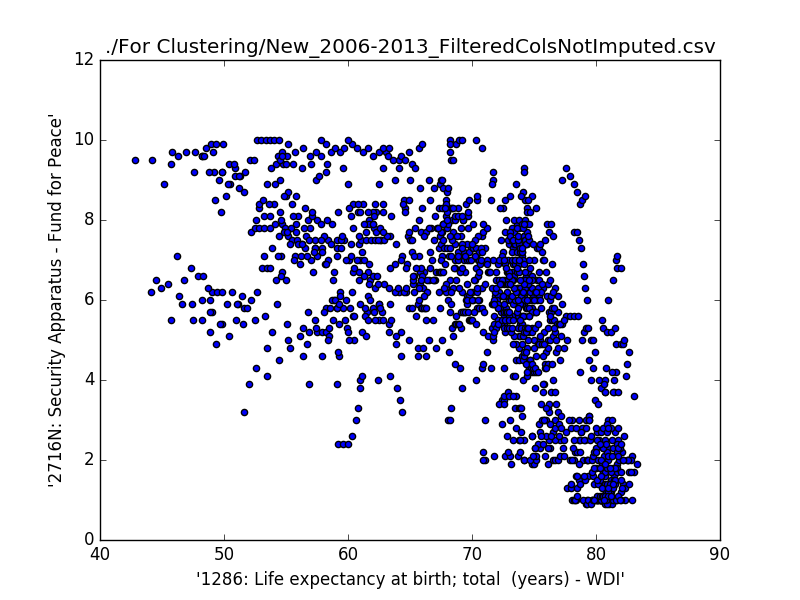 ./For Clustering/New_2006-2013_FilteredColsNotImputed.csv
12
10
8
6
4
2
0
'2716N: Security Apparatus - Fund for Peace'
40 50 60 70 80 90
'1286: Life expectancy at birth; total  (years) - WDI'